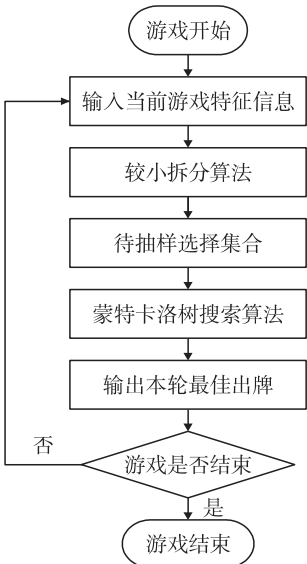 游戏开始
输入当前游戏特征信息
较小拆分算法
待抽样选择集合
蒙特卡洛树搜索算法
输出本轮最佳出牌
否
游戏是否结束
是
游戏结束